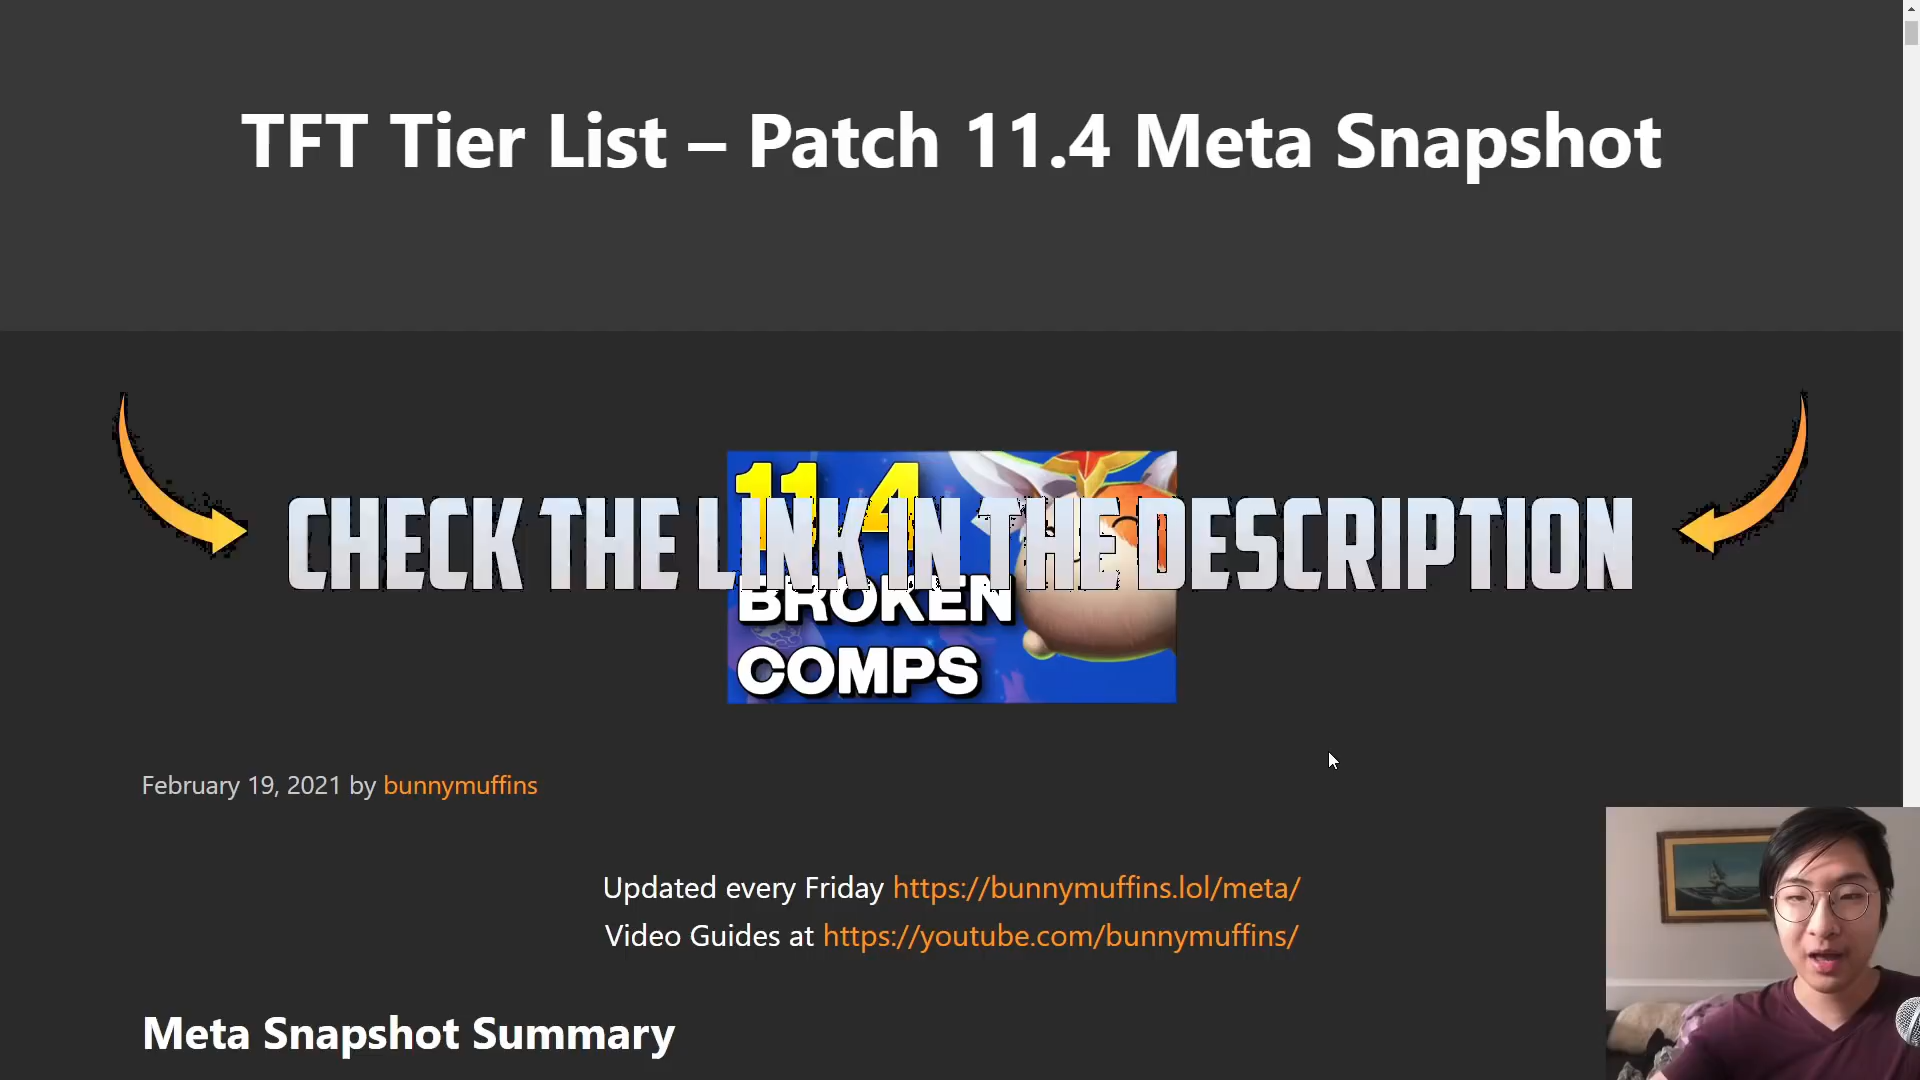 TFT Tier List – Patch 11.4 Meta Snapshot
11.4
CHECK THE LINK IN THE DESCRIPTION
BROKEN
COMPS
February 19, 2021 by bunnymuffins
Updated every Friday https://bunnymuffins.lol/meta/
Video Guides at https://youtube.com/bunnymuffins/
Meta Snapshot Summary